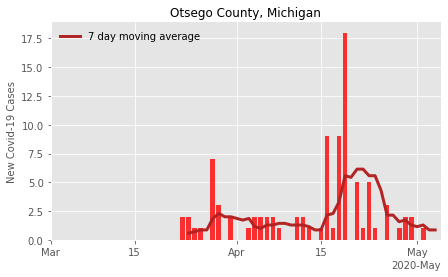 Otsego County, Michigan
7 day moving average
New Covid-19 Cases
17.5
15.0
12.5
10.0
7.5
5.0
2.5
0.0
Mar 15 Apr 15 May
2020-May